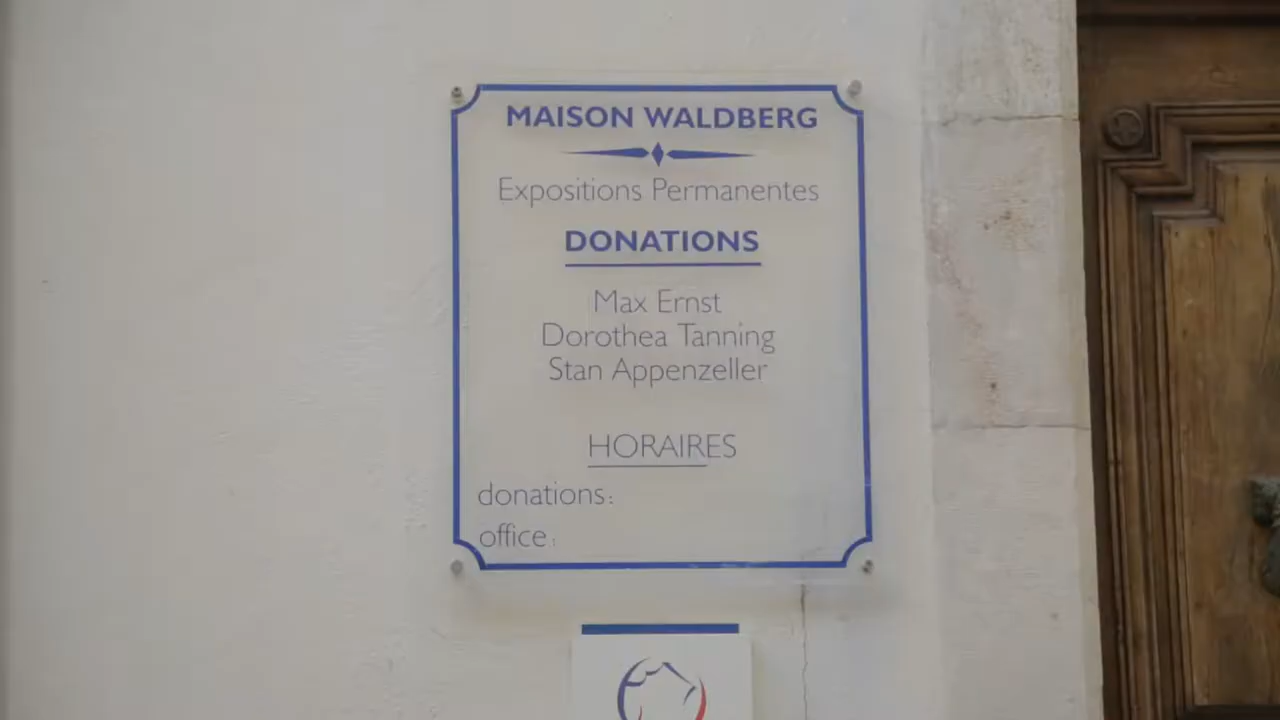 MAISON WALDBERG
Expositions Permanentes
DONATIONS
Max Ernst
Dorothea Tanning
Stan Appenzeller
HORAIRES
donations:
office: